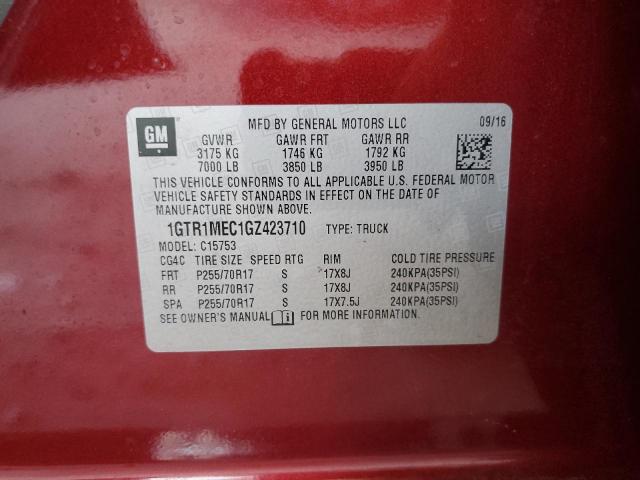 MFD BY GENERAL MOTORS LLC
09/16
GM
GVWR GAWR FRT GAWR RR
3175 KG 1746 KG 1792 KG
7000 LB 3850 LB 3950 LB
THIS VEHICLE CONFORMS TO ALL APPLICABLE U.S. FEDERAL MOTOR
VEHICLE SAFETY STANDARDS IN EFFECT ON THE DATE OF
MANUFACTURE SHOWN ABOVE.
1GTR1MEC1GZ423710 TYPE: TRUCK
MODEL: C15753
CG4C TIRE SIZE SPEED RTG RIM COLD TIRE PRESSURE
FRT P255/70R17 S 17X8J 240KPA(35PSI)
RR P255/70R17 S 17X8J 240KPA(35PSI)
SPA P255/70R17 S 17X7.5J 240KPA(35PSI)
SEE OWNER'S MANUAL FOR MORE INFORMATION.